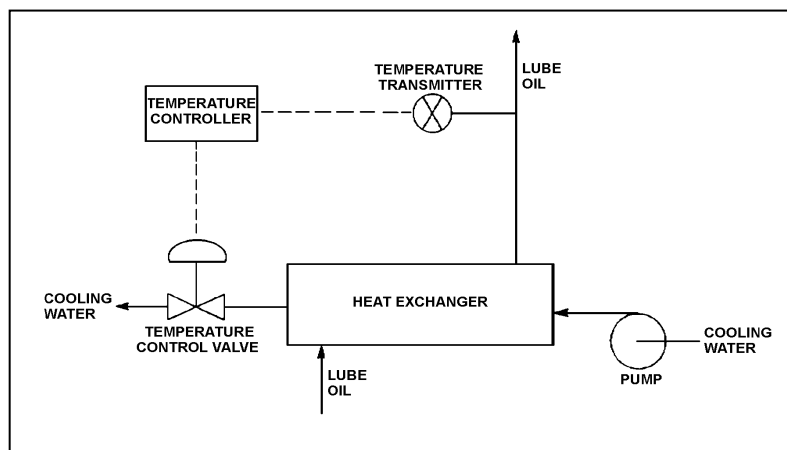 LUBE
OIL
TEMPERATURE
TRANSMITTER
TEMPERATURE
CONTROLLER
HEAT EXCHANGER
COOLING
WATER
TEMPERATURE
CONTROL VALVE
COOLING
WATER
PUMP
LUBE
OIL